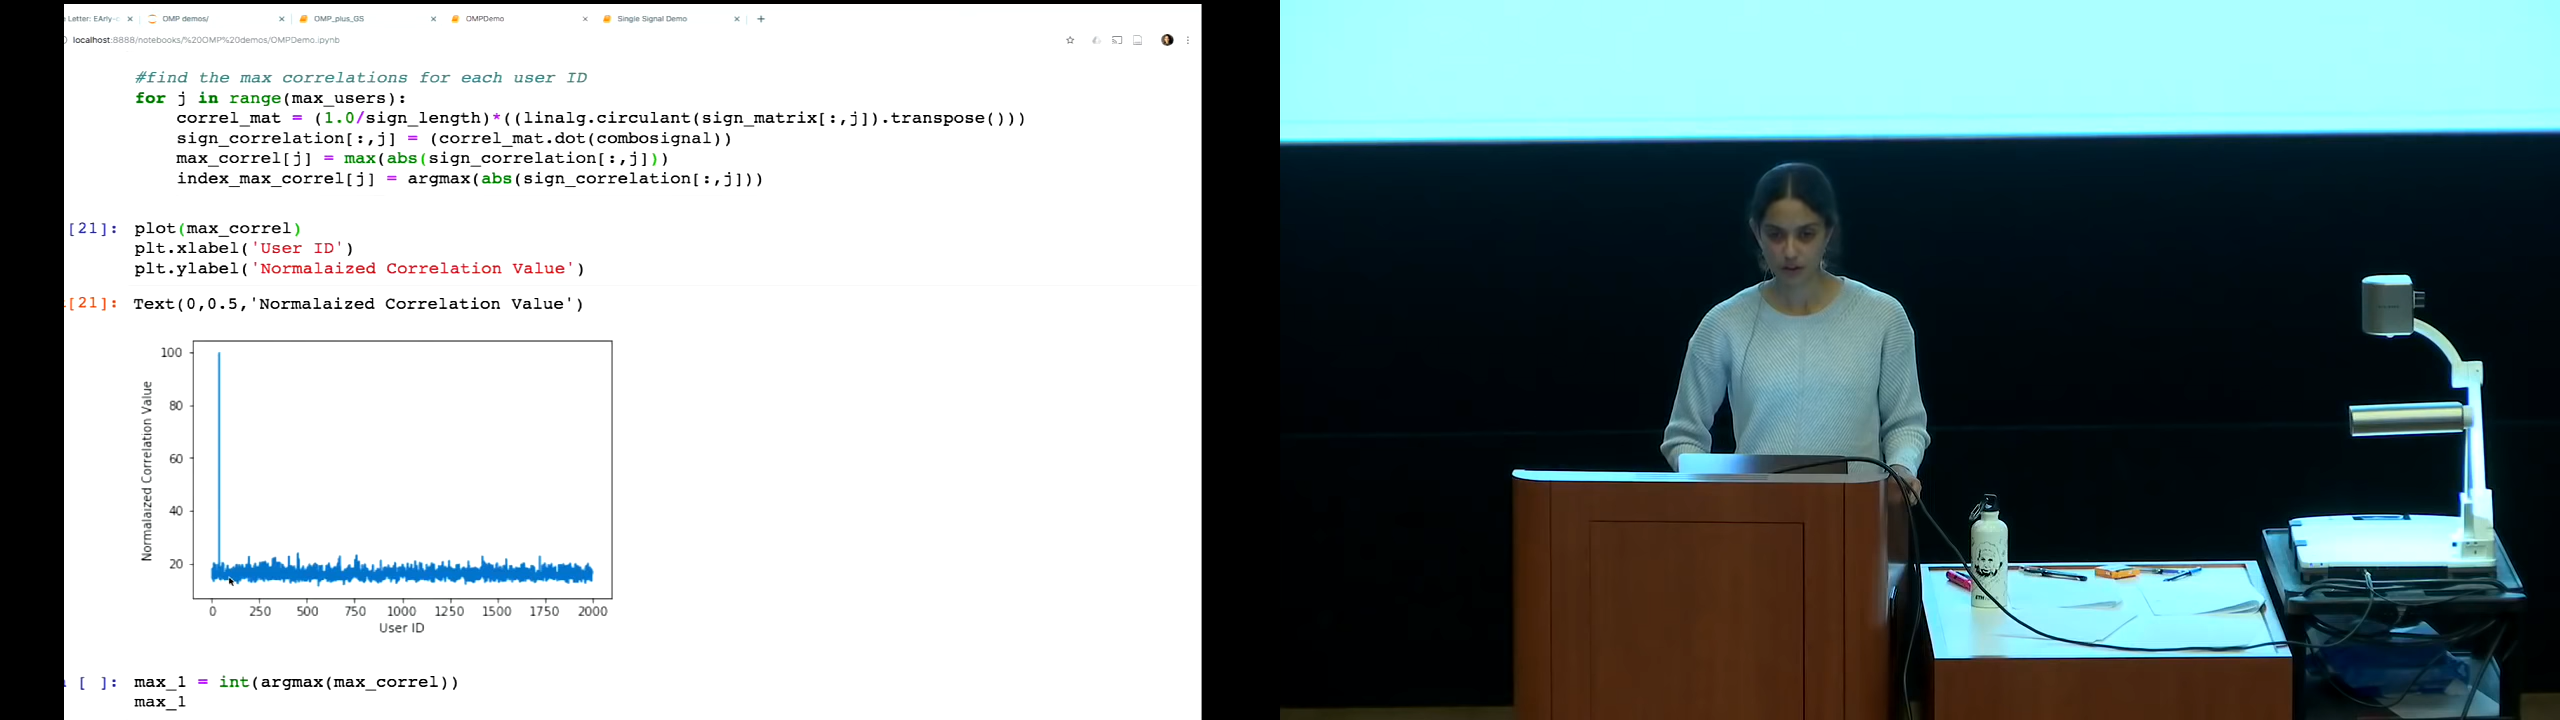 e Letter: EArly-
OMP demos/
OMP_plus_GS
OMPDemo
Single Signal Demo
localhost:8888/notebooks/%20OMP%20demos/OMPDemo.ipynb
#find the max correlations for each user ID
for j in range(max_users):
correl_mat = (1.0/sign_length)*((linalg.circulant(sign_matrix[:,j]).transpose()))
sign_correlation[:,j] = (correl_mat.dot(combosignal))
max_correl[j] = max(abs(sign_correlation[:,j]))
index_max_correl[j] = argmax(abs(sign_correlation[:,j]))
[21]: plot(max_correl)
plt.xlabel('User ID')
plt.ylabel('Normalaized Correlation Value')
[21]: Text(0,0.5,'Normalaized Correlation Value')
100
80
60
40
20
Normalaized Correlation Value
0 250 500 750 1000 1250 1500 1750 2000
User ID
[ ]: max_1 = int(argmax(max_correl))
max_1
ETH